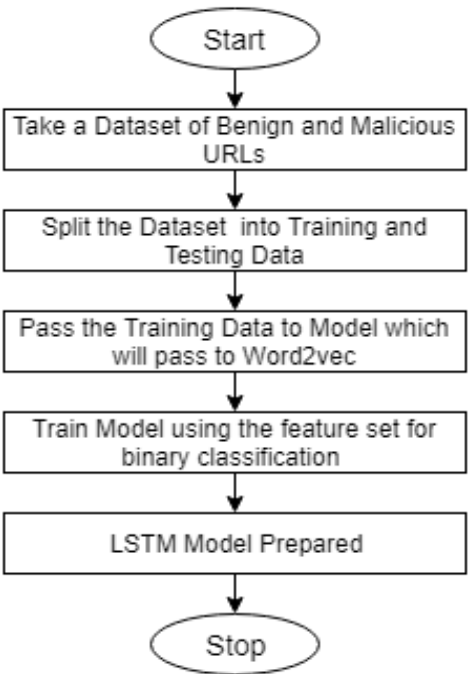 Start
Take a Dataset of Benign and Malicious
URLs
Split the Dataset into Training and
Testing Data
Pass the Training Data to Model which
will pass to Word2vec
Train Model using the feature set for
binary classification
LSTM Model Prepared
Stop